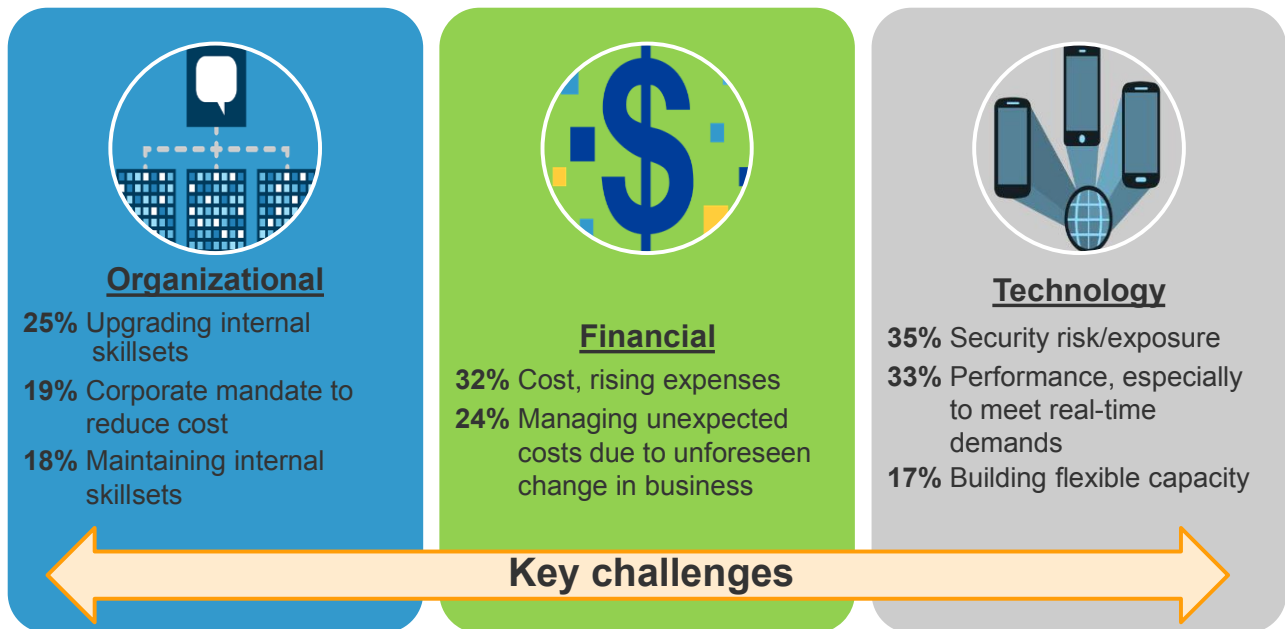 Organizational
25% Upgrading internal
skillsets
19% Corporate mandate to
reduce cost
18% Maintaining internal
skillsets
Financial
32% Cost, rising expenses
24% Managing unexpected
costs due to unforeseen
change in business
Technology
35% Security risk/exposure
33% Performance, especially
to meet real-time
demands
17% Building flexible capacity
Key challenges